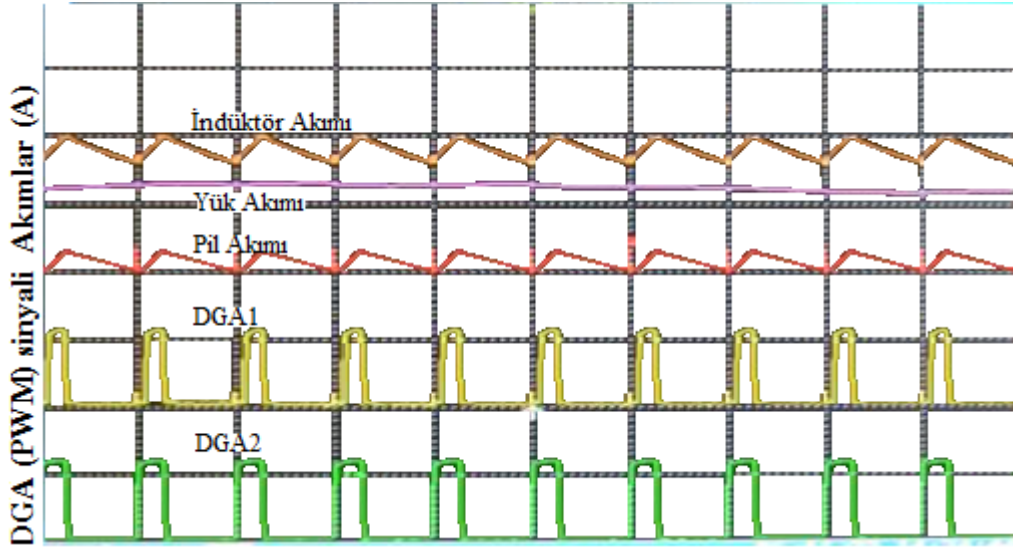 İndüktör Akımı
Yük Akımı
Pil Akımı
DGA1
DGA2
Akımlar (A)
DGA (PWM) sinyali